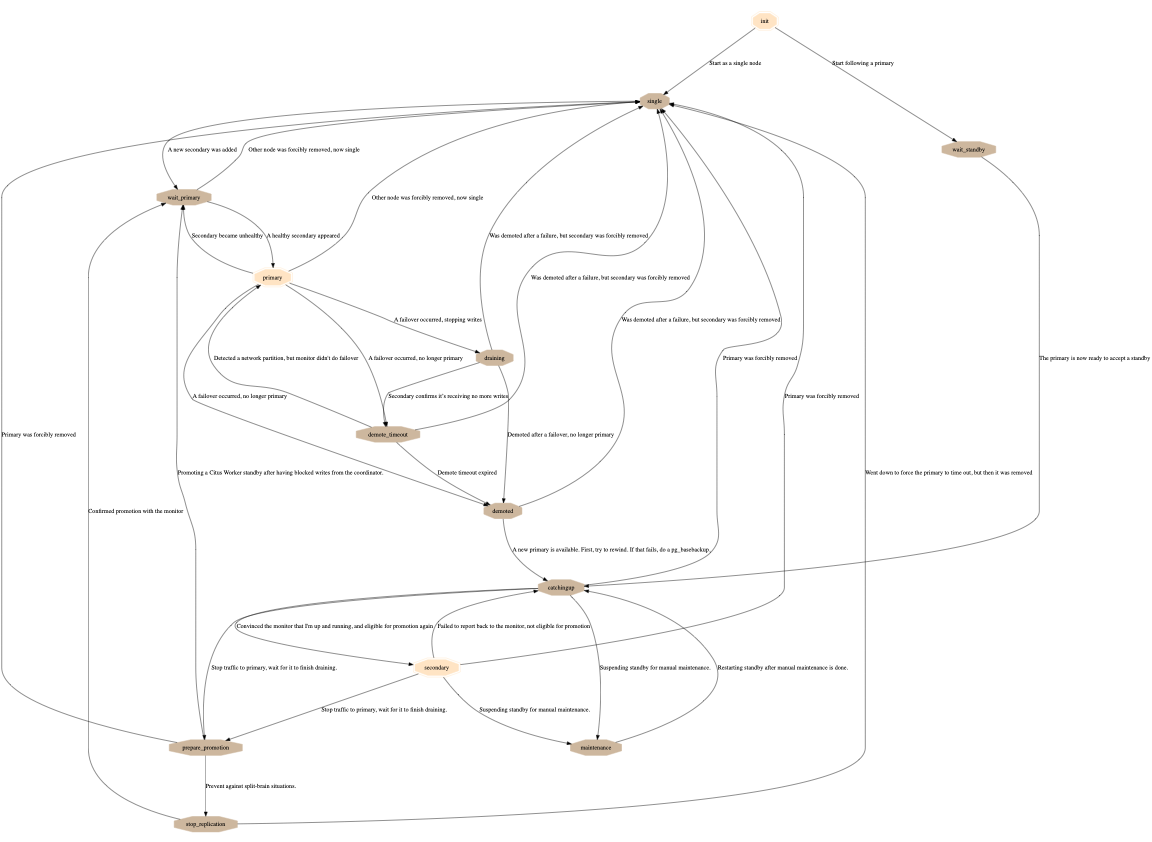 init
Start as a single node
Start following a primary
single
A new secondary was added
Other node was forcibly removed, now single
wait_standby
wait_primary
Other node was forcibly removed, now single
Secondary became unhealthy
A healthy secondary appeared
Was demoted after a failure, but secondary was forcibly removed
primary
Was demoted after a failure, but secondary was forcibly removed
A failover occurred, stopping writes
Was demoted after a failure, but secondary was forcibly removed
Detected a network partition, but monitor didn't do failover
A failover occurred, no longer primary
draining
Primary was forcibly removed
The primary is now ready to accept a standby
A failover occurred, no longer primary
Secondary confirms it's receiving no more writes
Primary was forcibly removed
Primary was forcibly removed
demote_timeout
Demoted after a failover, no longer primary
Promoting a Citus Worker standby after having blocked writes from the coordinator.
Demote timeout expired
Went down to force the primary to time out, but then it was removed
Confirmed promotion with the monitor
demoted
A new primary is available. First, try to rewind. If that fails, do a pg_basebackup.
catchingup
Convinced the monitor that I'm up and running, and eligible for promotion again
Failed to report back to the monitor, not eligible for promotion
Stop traffic to primary, wait for it to finish draining.
secondary
Suspending standby for manual maintenance.
Restarting standby after manual maintenance is done.
Stop traffic to primary, wait for it to finish draining.
Suspending standby for manual maintenance.
prepare_promotion
maintenance
Prevent against split-brain situations.
stop_replication